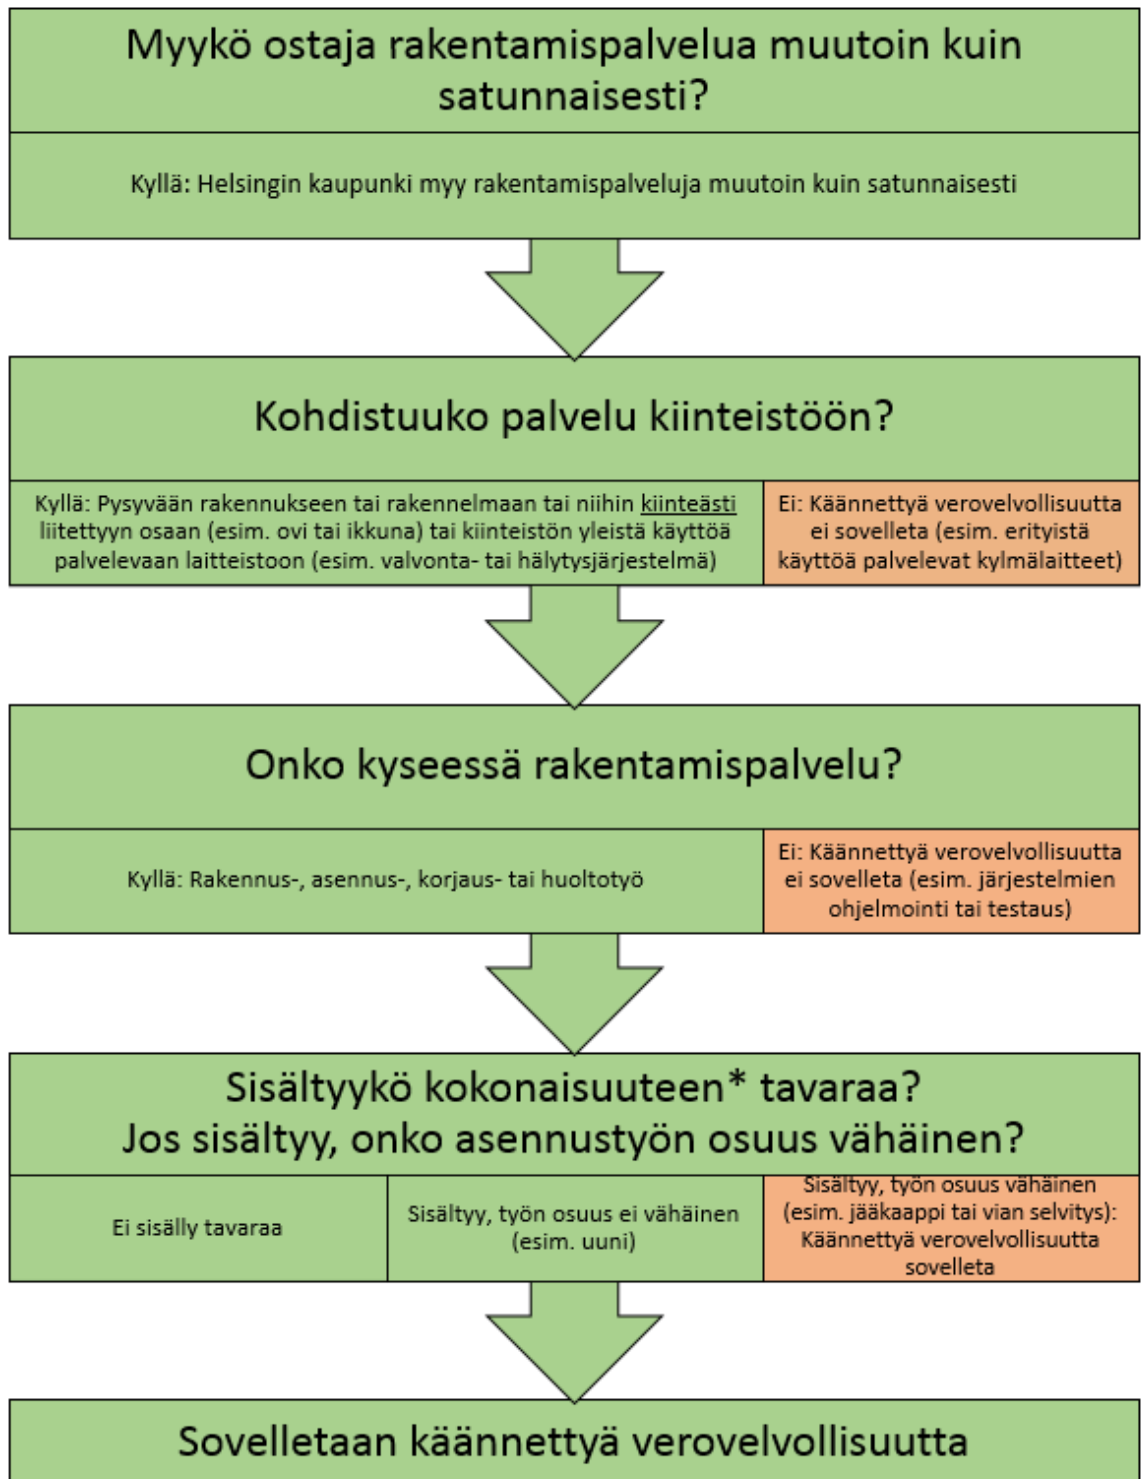 Myykö ostaja rakentamispalvelua muutoin kuin
satunnaisesti?
Kyllä: Helsingin kaupunki myy rakentamispalveluja muutoin kuin satunnaisesti
Kohdistuuko palvelu kiinteistöön?
Kyllä: Pysyvään rakennukseen tai rakennelmaan tai niihin kiinteästi
liitettyyn osaan (esim. ovi tai ikkuna) tai kiinteistön yleistä käyttöä
palvelevaan laitteistoon (esim. valvonta- tai hälytysjärjestelmä)
Ei: Käännettyä verovelvollisuutta
ei sovelleta (esim. erityistä
käyttöä palvelevat kylmälaitteet)
Onko kyseessä rakentamispalvelu?
Kyllä: Rakennus-, asennus-, korjaus- tai huoltotyö
Ei: Käännettyä verovelvollisuutta
ei sovelleta (esim. järjestelmien
ohjelmointi tai testaus)
Sisältyykö kokonaisuuteen* tavaraa?
Jos sisältyy, onko asennustyön osuus vähäinen?
Ei sisälly tavaraa
Sisältyy, työn osuus ei vähäinen
(esim. uuni)
Sisältyy, työn osuus vähäinen
(esim. jääkaappi tai vian selvitys):
Käännettyä verovelvollisuutta
sovelleta
Sovelletaan käännettyä verovelvollisuutta